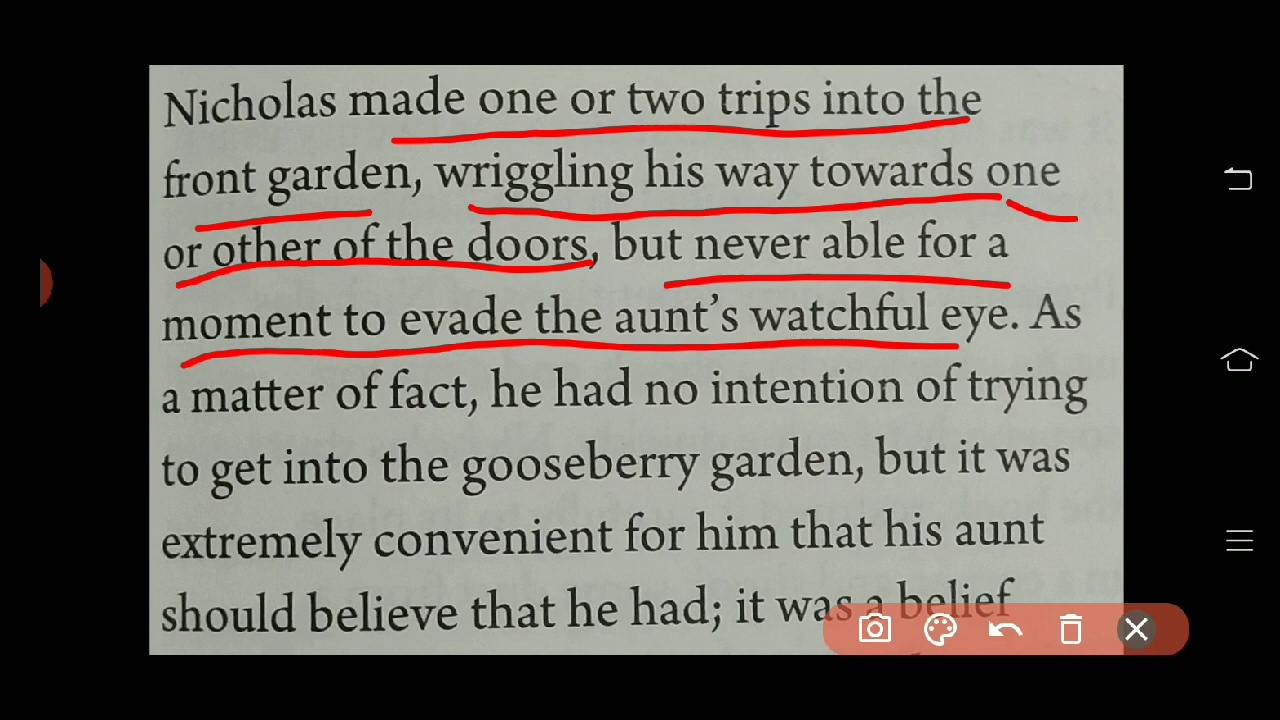 Nicholas made one or two trips into the
front garden, wriggling his way towards one
or other of the doors, but never able for a
moment to evade the aunt's watchful eye. As
a matter of fact, he had no intention of trying
to get into the gooseberry garden, but it was
extremely convenient for him that his aunt
should believe that he had; it was a belief